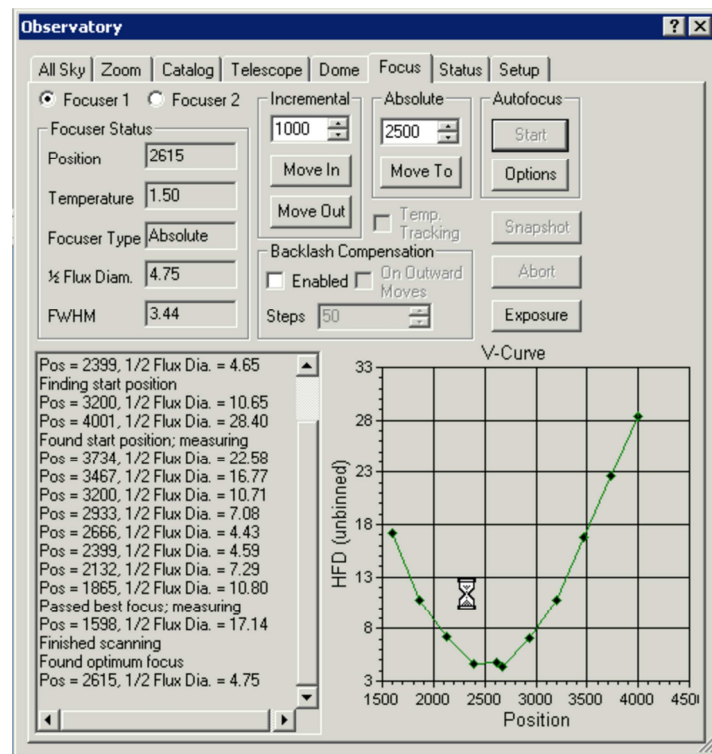 Observatory
All Sky Zoom Catalog Telescope Dome Focus Status Setup
Focuser 1 Focuser 2
Focuser Status
Position 2615
Temperature 1.50
Focuser Type Absolute
½ Flux Diam. 4.75
FWHM 3.44
Incremental
1000
Move In
Move Out
Absolute
2500
Move To
Autofocus
Start
Options
Temp.
Tracking
Snapshot
Abort
Exposure
Backlash Compensation
Enabled On Outward
Moves
Steps 50
Pos = 2399, 1/2 Flux Dia. = 4.65
Finding start position
Pos = 3200, 1/2 Flux Dia. = 10.65
Pos = 4001, 1/2 Flux Dia. = 28.40
Found start position; measuring
Pos = 3734, 1/2 Flux Dia. = 22.58
Pos = 3467, 1/2 Flux Dia. = 16.77
Pos = 3200, 1/2 Flux Dia. = 10.71
Pos = 2933, 1/2 Flux Dia. = 7.08
Pos = 2666, 1/2 Flux Dia. = 4.43
Pos = 2399, 1/2 Flux Dia. = 4.59
Pos = 2132, 1/2 Flux Dia. = 7.29
Pos = 1865, 1/2 Flux Dia. = 10.80
Passed best focus; measuring
Pos = 1598, 1/2 Flux Dia. = 17.14
Finished scanning
Found optimum focus
Pos = 2615, 1/2 Flux Dia. = 4.75
V-Curve
HFD (unbinned)
33
28
23
18
13
8
3
1500 2000 2500 3000 3500 4000 450
Position